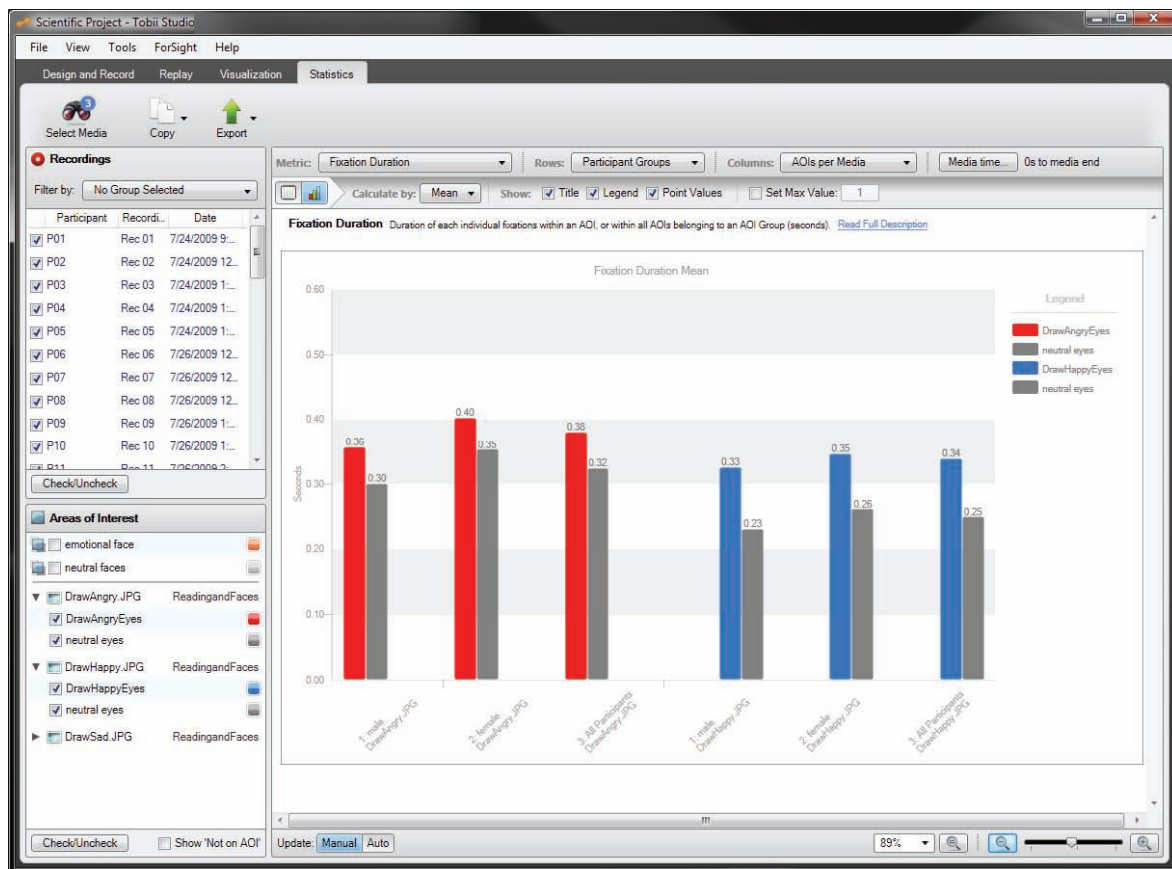 Scientific Project - Tobii Studio
File View Tools ForSight Help
Design and Record Replay Visualization Statistics
3
Select Media Copy Export
Recordings
Filter by: No Group Selected
Participant Recordi... Date
P01 Rec 01 7/24/2009 9:...
P02 Rec 02 7/24/2009 12...
P03 Rec 03 7/24/2009 1:...
P04 Rec 04 7/24/2009 1:...
P05 Rec 05 7/24/2009 1:...
P06 Rec 06 7/26/2009 12...
P07 Rec 07 7/26/2009 12...
P08 Rec 08 7/26/2009 12...
P09 Rec 09 7/26/2009 1:...
P10 Rec 10 7/26/2009 1:...
P11 Rec 11 7/26/2009 2:...
Check/Uncheck
Areas of Interest
emotional face
neutral faces
DrawAngry.JPG ReadingandFaces
DrawAngryEyes
neutral eyes
DrawHappy.JPG ReadingandFaces
DrawHappyEyes
neutral eyes
DrawSad.JPG ReadingandFaces
Check/Uncheck Show 'Not on AOI'
Metric: Fixation Duration Rows: Participant Groups Columns: AOIs per Media Media time... 0s to media end
Calculate by: Mean Show: Title Legend Point Values Set Max Value: 1
Fixation Duration Duration of each individual fixations within an AOI, or within all AOIs belonging to an AOI Group (seconds). Read Full Description
Fixation Duration Mean
Seconds
0.60
0.50
0.40
0.30
0.20
0.10
0.00
0.36
0.30
0.40
0.35
0.38
0.32
0.33
0.23
0.35
0.26
0.34
0.25
1: male
DrawAngry.JPG
2: female
DrawAngry.JPG
3: All Participants
DrawAngry.JPG
1: male
DrawHappy.JPG
2: female
DrawHappy.JPG
3: All Participants
DrawHappy.JPG
Legend
DrawAngryEyes
neutral eyes
DrawHappyEyes
neutral eyes
Update: Manual Auto
89%